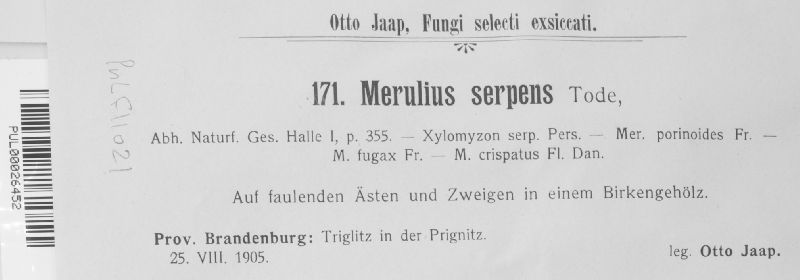 Otto Jaap, Fungi selecti exsiccati.
171. Merulius serpens Tode,
Abh. Naturf. Ges. Halle I, p. 355. — Xylomyzon serp. Pers. — Mer. porinoides Fr. —
M. fugax Fr. — M. crispatus Fl. Dan.
Auf faulenden Ästen und Zweigen in einem Birkengehölz.
Prov. Brandenburg: Triglitz in der Prignitz.
25. VIII. 1905.
leg. Otto Jaap.
PUL00026452
PULF11021